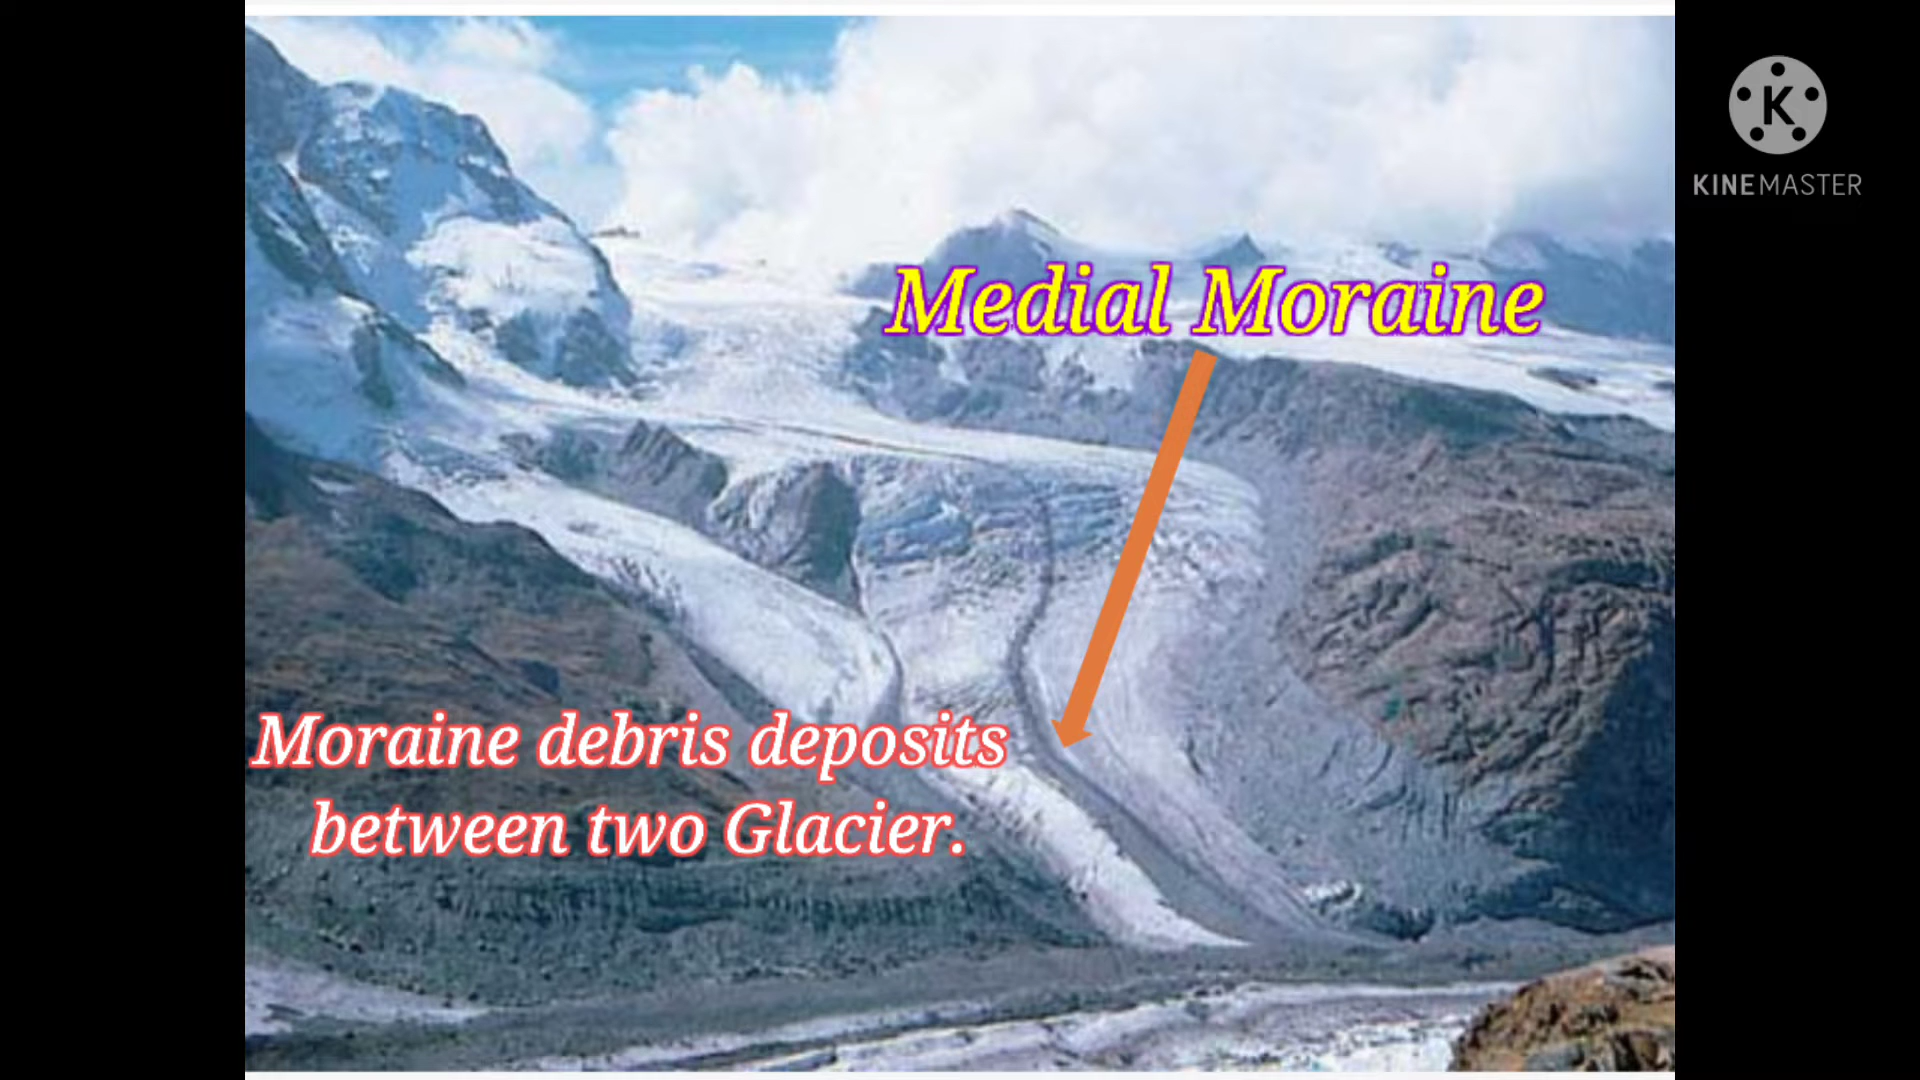 KINEMASTER
Medial Moraine
Moraine debris deposits
between two Glacier.